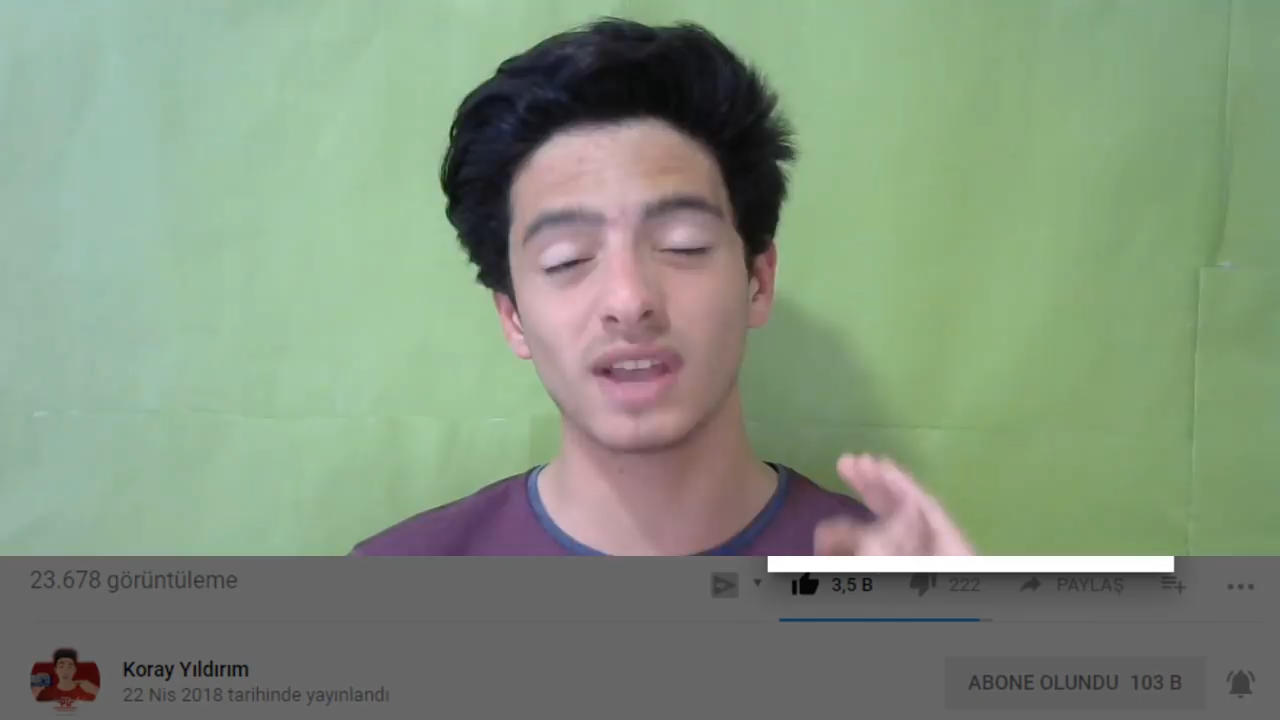 23.678 görüntüleme
3,5 B 222 PAYLAŞ
Koray Yıldırım
22 Nis 2018 tarihinde yayınlandı
ABONE OLUNDU 103 B